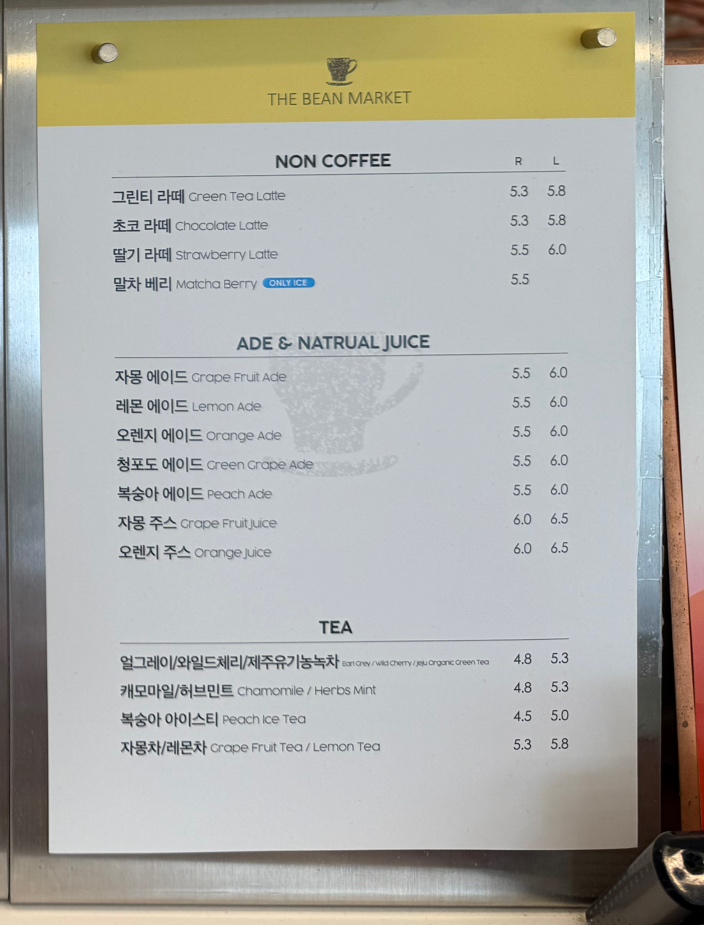 THE BEAN MARKET
NON COFFEE R L
그린티 라떼 Green Tea Latte 5.3 5.8
초코 라떼 Chocolate Latte 5.3 5.8
딸기 라떼 Strawberry Latte 5.5 6.0
말차 베리 Matcha Berry ONLY ICE 5.5
ADE & NATRUAL JUICE
자몽 에이드 Grape Fruit Ade 5.5 6.0
레몬 에이드 Lemon Ade 5.5 6.0
오렌지 에이드 Orange Ade 5.5 6.0
청포도 에이드 Green Grape Ade 5.5 6.0
복숭아 에이드 Peach Ade 5.5 6.0
자몽 주스 Grape Fruit Juice 6.0 6.5
오렌지 주스 Orange Juice 6.0 6.5
TEA
얼그레이/와일드체리/제주유기농녹차 Earl Grey / Wild Cherry / Jeju Organic Green Tea 4.8 5.3
캐모마일/허브민트 Chamomile / Herbs Mint 4.8 5.3
복숭아 아이스티 Peach Ice Tea 4.5 5.0
자몽차/레몬차 Grape Fruit Tea / Lemon Tea 5.3 5.8